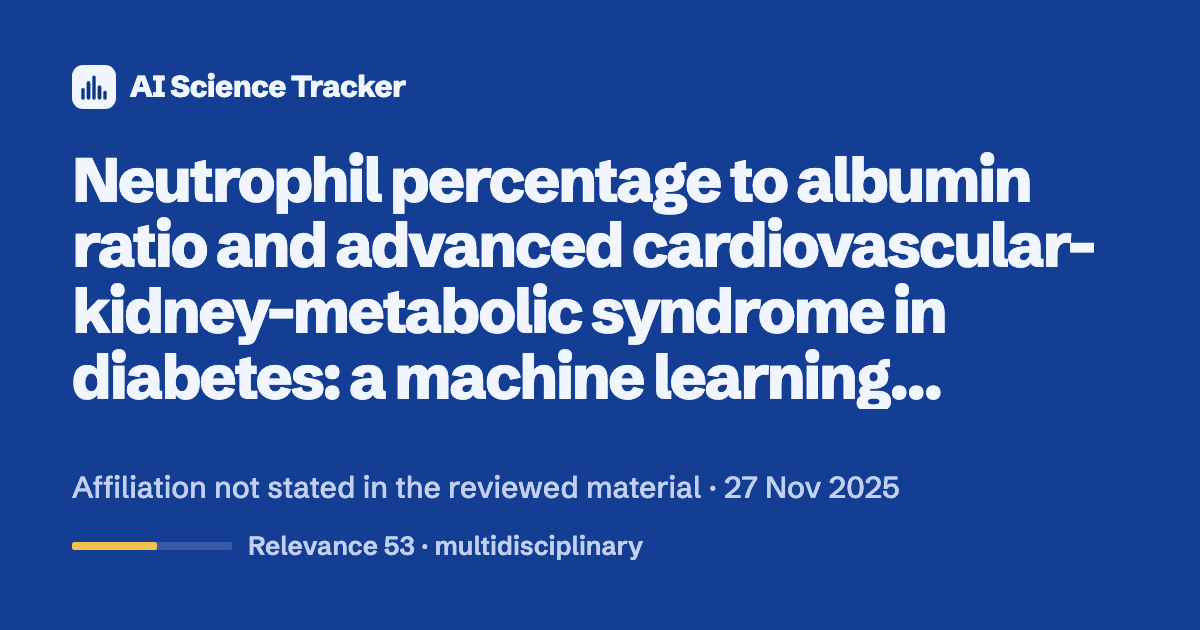 AI Science Tracker
Neutrophil percentage to albumin
ratio and advanced cardiovascular-
kidney-metabolic syndrome in
diabetes: a machine learning...
Affiliation not stated in the reviewed material · 27 Nov 2025
Relevance 53 · multidisciplinary